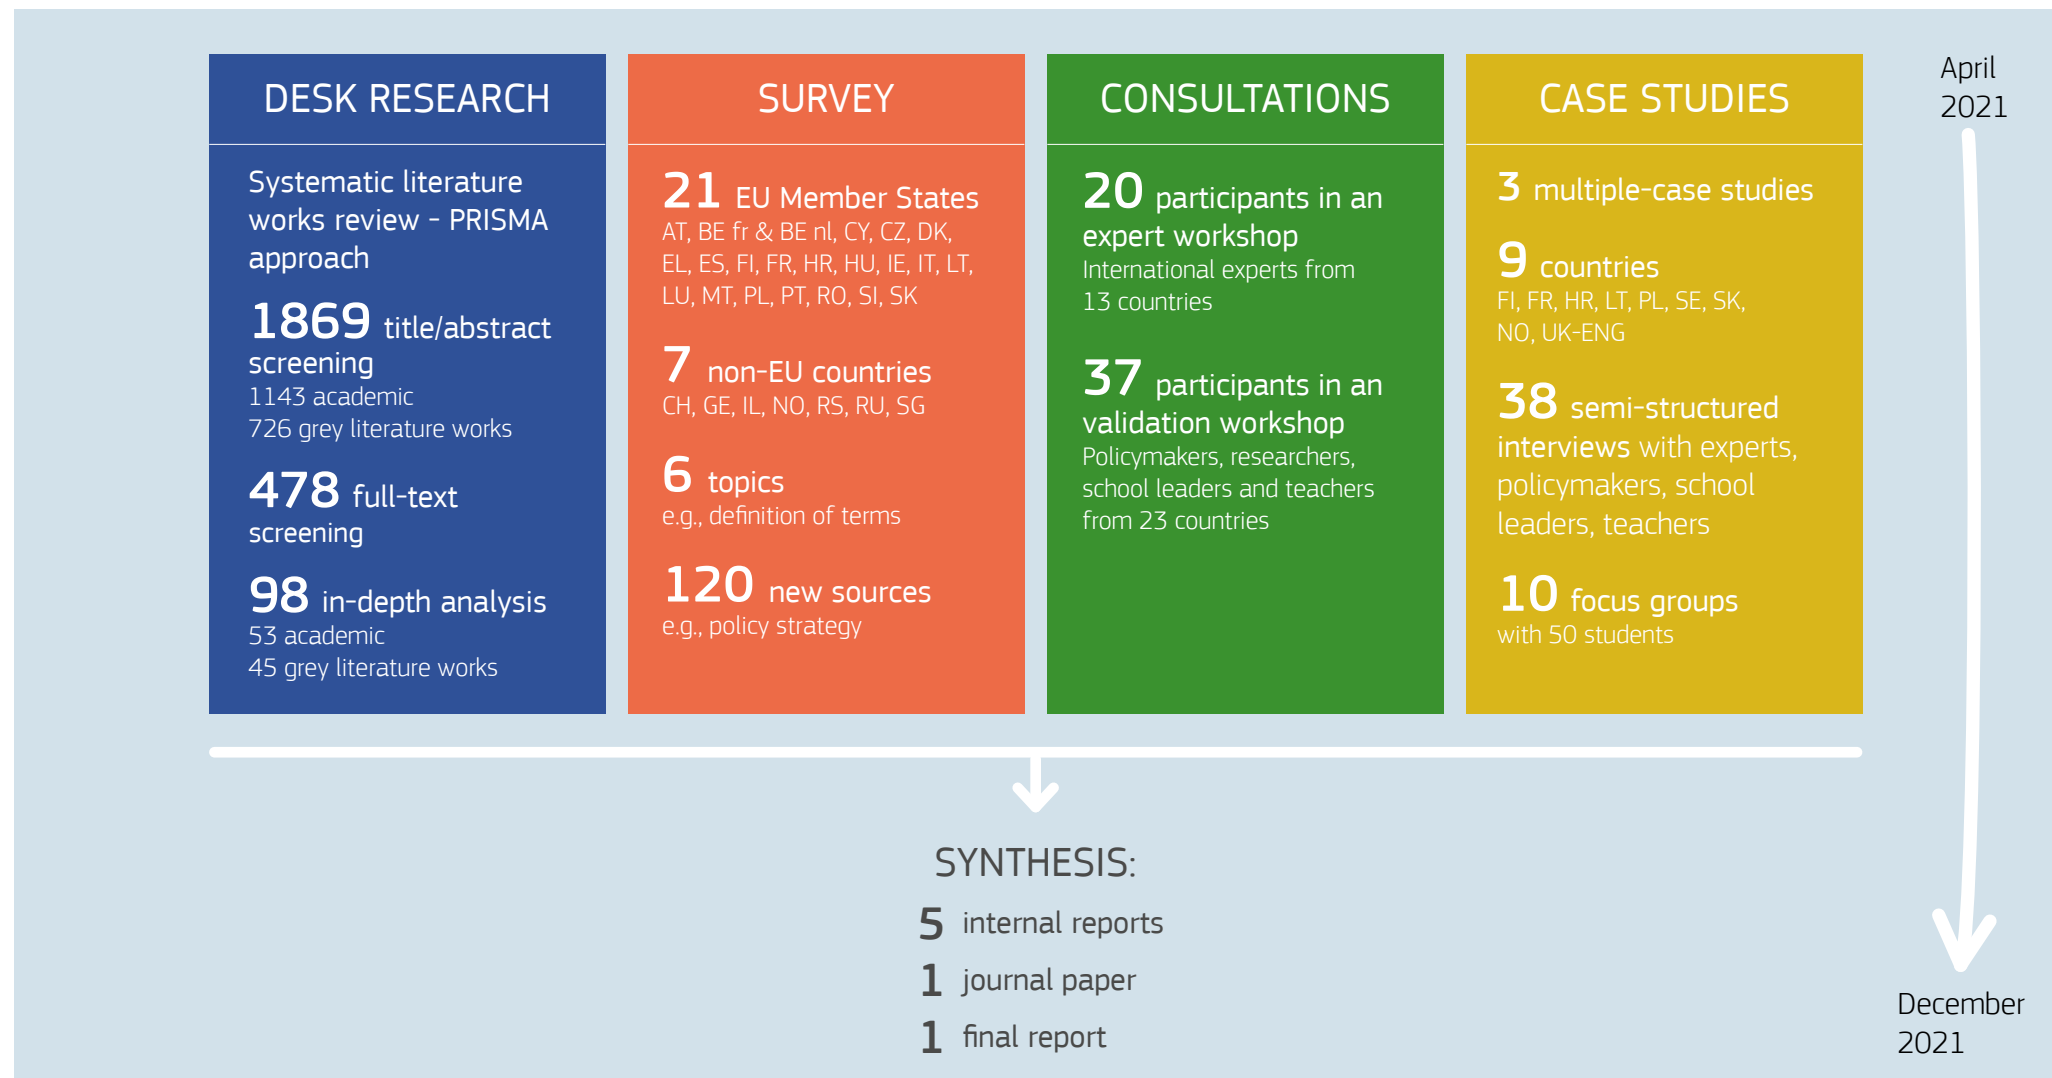 DESK RESEARCH
Systematic literature
works review - PRISMA
approach
1869 title/abstract
screening
1143 academic
726 grey literature works
478 full-text
screening
98 in-depth analysis
53 academic
45 grey literature works
SURVEY
21 EU Member States
AT, BE fr & BE nl, CY, CZ, DK,
EL, ES, FI, FR, HR, HU, IE, IT, LT,
LU, MT, PL, PT, RO, SI, SK
7 non-EU countries
CH, GE, IL, NO, RS, RU, SG
6 topics
e.g., definition of terms
120 new sources
e.g., policy strategy
CONSULTATIONS
20 participants in an
expert workshop
International experts from
13 countries
37 participants in an
validation workshop
Policymakers, researchers,
school leaders and teachers
from 23 countries
CASE STUDIES
3 multiple-case studies
9 countries
FI, FR, HR, LT, PL, SE, SK,
NO, UK-ENG
38 semi-structured
interviews with experts,
policymakers, school
leaders, teachers
10 focus groups
with 50 students
April
2021
December
2021
SYNTHESIS:
5 internal reports
1 journal paper
1 final report